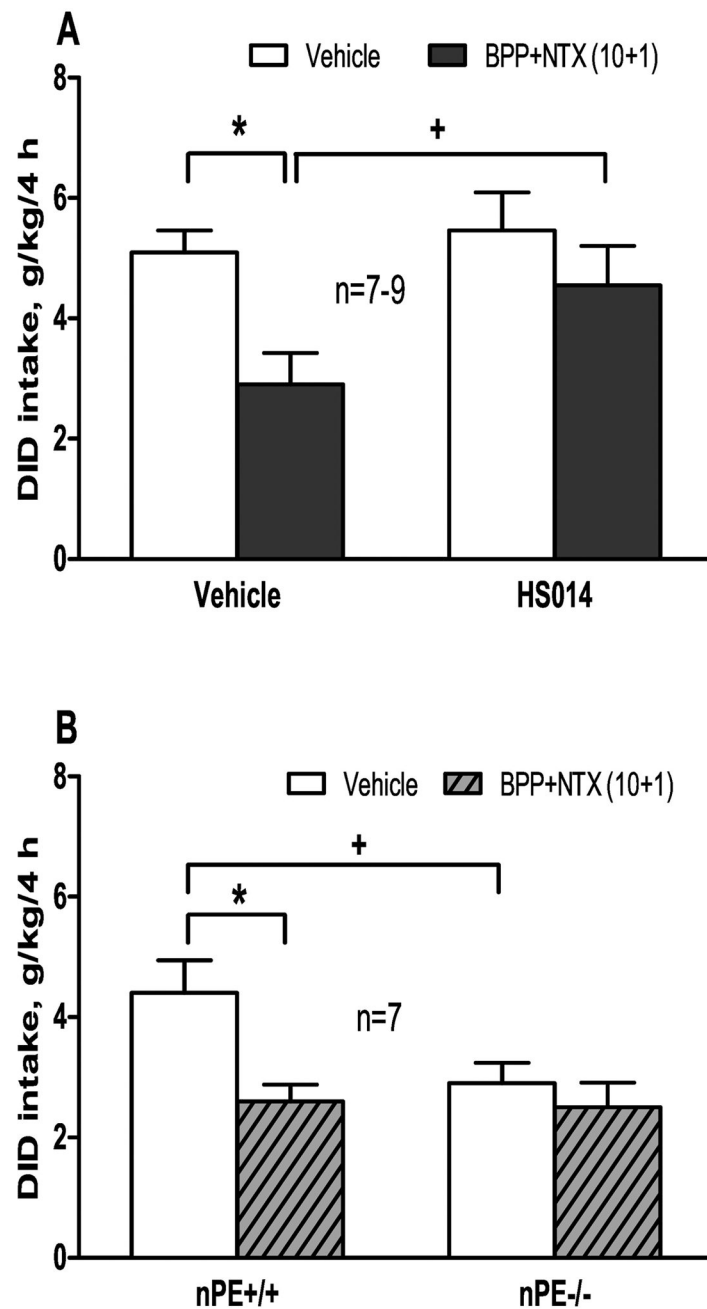 A
Vehicle BPP+NTX (10+1)
DID intake, g/kg/4 h
8
6
4
2
0
*
+
n=7-9
Vehicle HS014
B
Vehicle BPP+NTX (10+1)
DID intake, g/kg/4 h
8
6
4
2
0
+
*
n=7
nPE+/+ nPE-/-